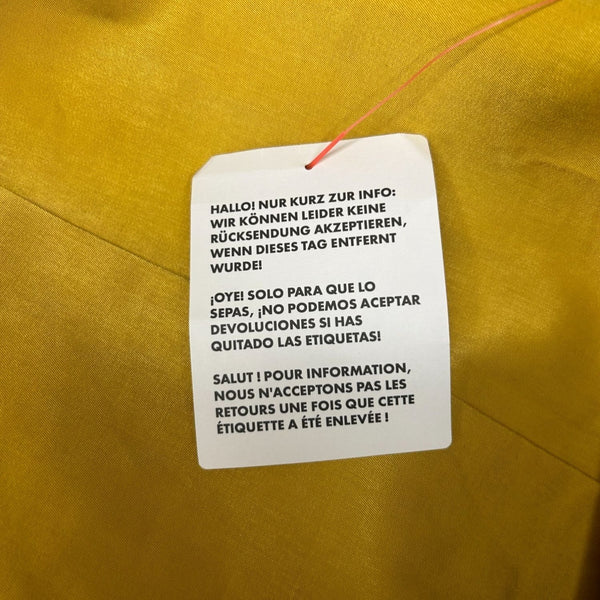 HALLO! NUR KURZ ZUR INFO:
WIR KÖNNEN LEIDER KEINE
RÜCKSENDUNG AKZEPTIEREN,
WENN DIESES TAG ENTFERNT
WURDE!
¡OYE! SOLO PARA QUE LO
SEPAS, ¡NO PODEMOS ACEPTAR
DEVOLUCIONES SI HAS
QUITADO LAS ETIQUETAS!
SALUT ! POUR INFORMATION,
NOUS N'ACCEPTONS PAS LES
RETOURS UNE FOIS QUE CETTE
ÉTIQUETTE A ÉTÉ ENLEVÉE !